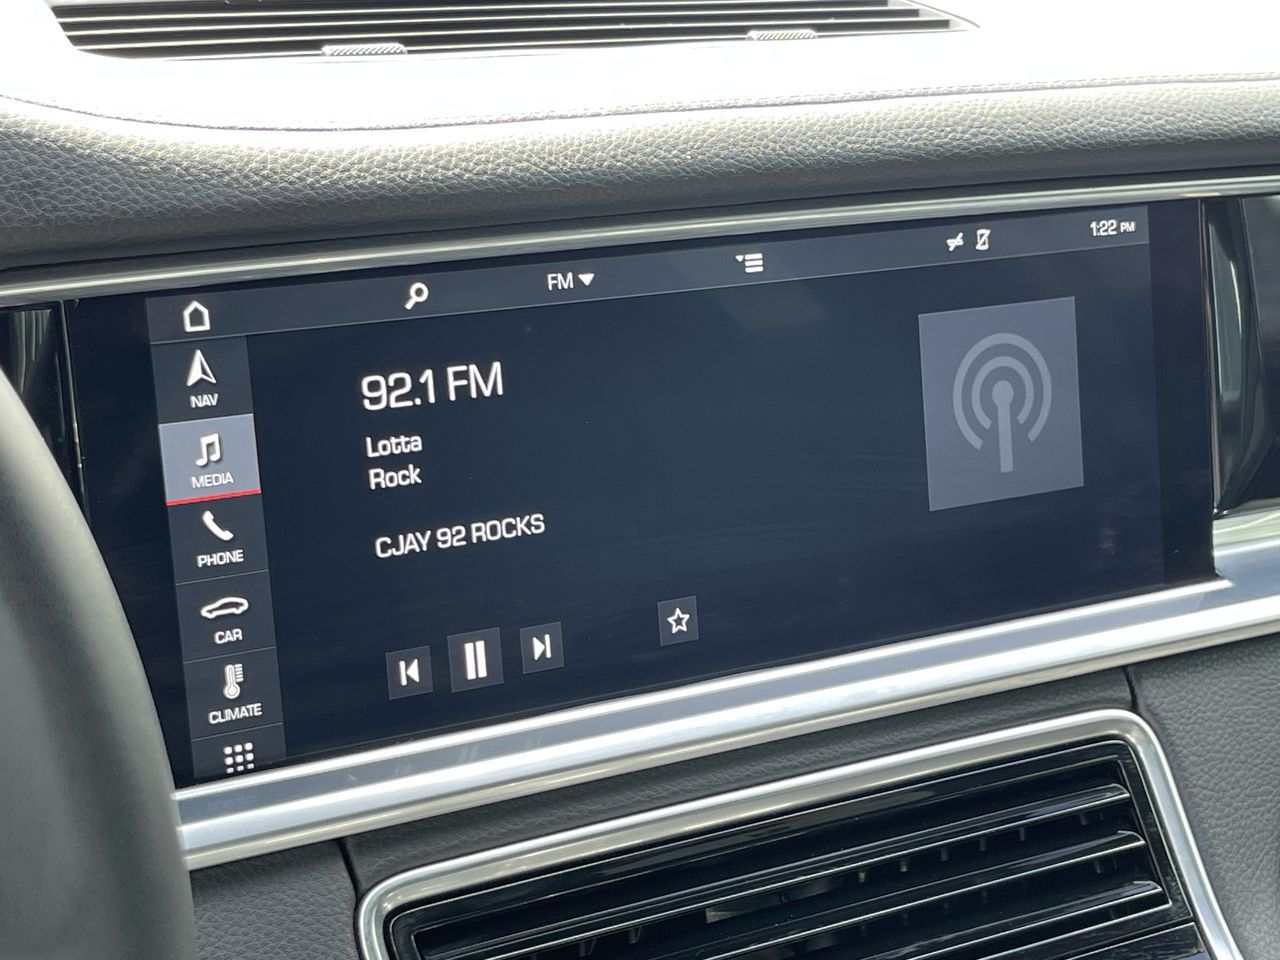 FM
1:22 PM
NAV
MEDIA
PHONE
CAR
CLIMATE
92.1 FM
Lotta
Rock
CJAY 92 ROCKS